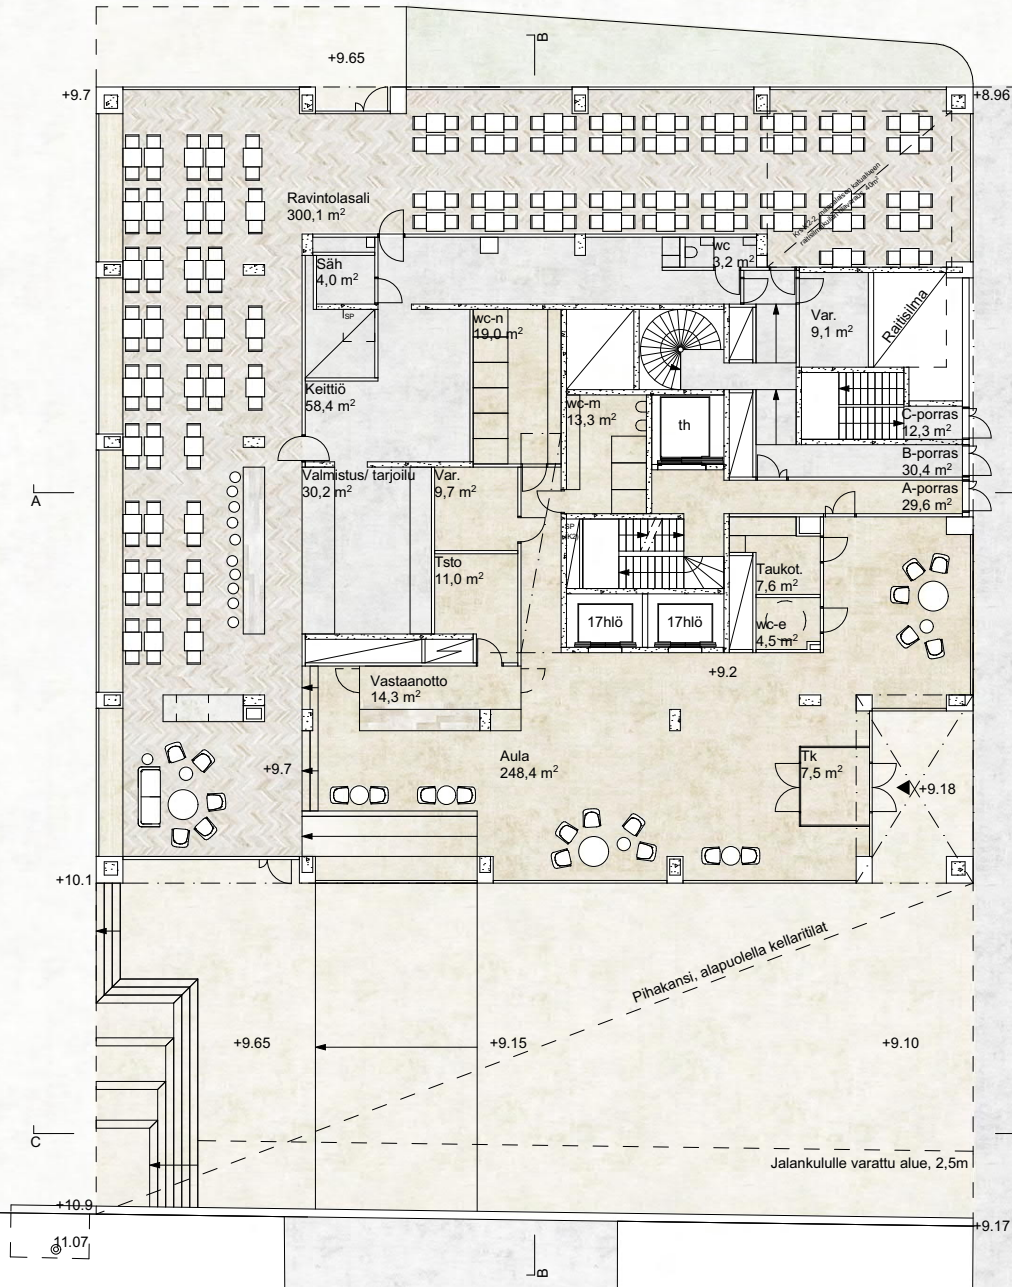 B
+9.65
+9.7
+8.96
Ravintolasali
300,1 m²
wc
3,2 m²
Säh
4,0 m²
SP
wc-n
19,0 m²
Var.
9,1 m²
Raitisilma
Keittiö
58,4 m²
wc-m
13,3 m²
th
C-porras
12,3 m²
B-porras
30,4 m²
A-porras
29,6 m²
A
Valmistus/ tarjoilu
30,2 m²
Var.
9,7 m²
SP
Tsto
11,0 m²
Taukot.
7,6 m²
17hlö
17hlö
wc-e
4,5 m²
+9.2
Vastaanotto
14,3 m²
Aula
248,4 m²
+9.7
Tk
7,5 m²
+9.18
+10.1
Pihakansi, alapuolella kellaritilat
+9.65
+9.15
+9.10
C
Jalankululle varattu alue, 2,5m
+10.9
+9.17
11.07
B